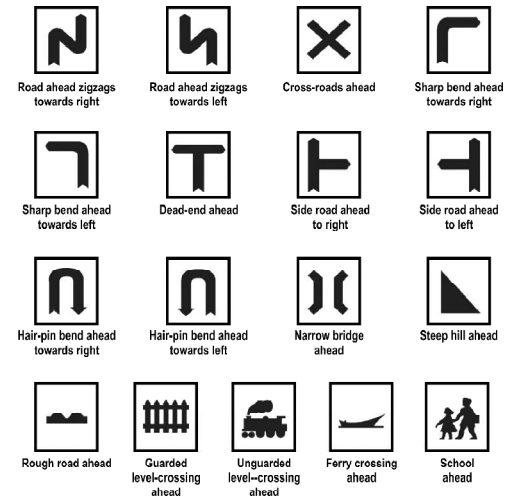 Road ahead zigzags
towards right
Road ahead zigzags
towards left
Cross-roads ahead
Sharp bend ahead
towards right
Sharp bend ahead
towards left
Dead-end ahead
Side road ahead
to right
Side road ahead
to left
Hair-pin bend ahead
towards right
Hair-pin bend ahead
towards left
Narrow bridge
ahead
Steep hill ahead
Rough road ahead
Guarded
level-crossing
ahead
Unguarded
level--crossing
ahead
Ferry crossing
ahead
School
ahead